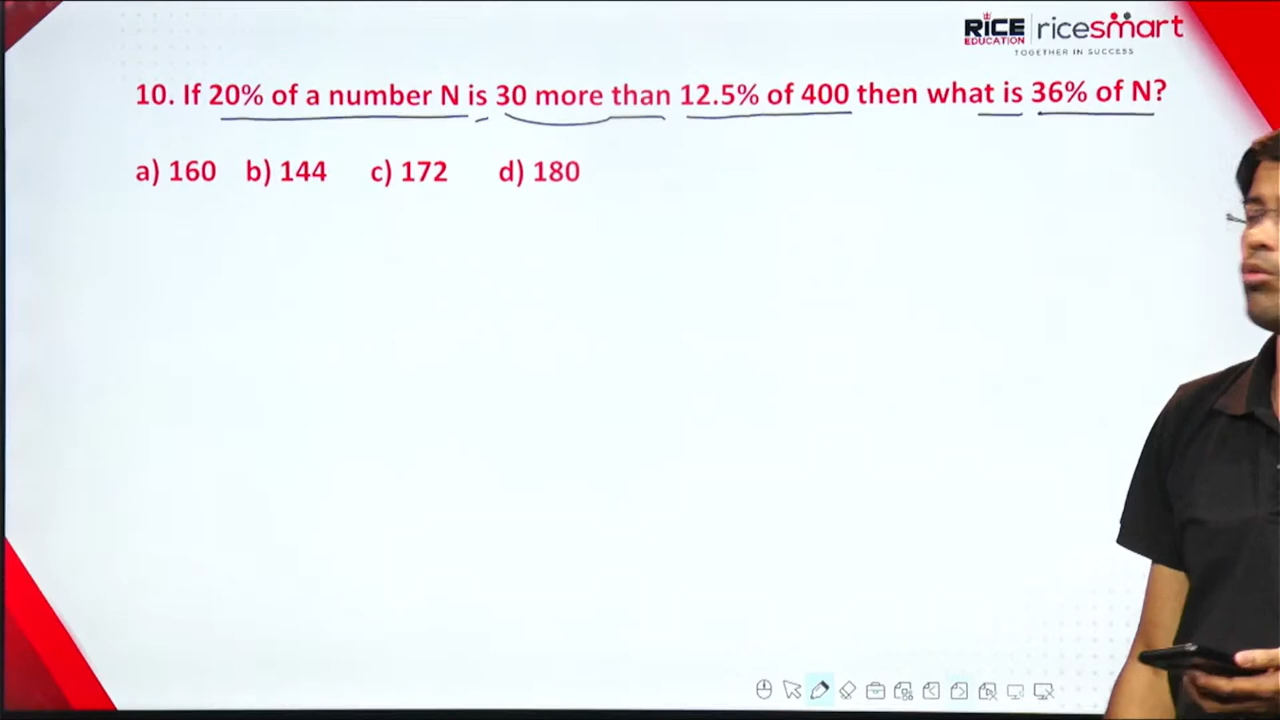 RICE EDUCATION ricesmart
TOGETHER IN SUCCESS
10. If 20% of a number N is 30 more than 12.5% of 400 then what is 36% of N?
a) 160 b) 144 c) 172 d) 180